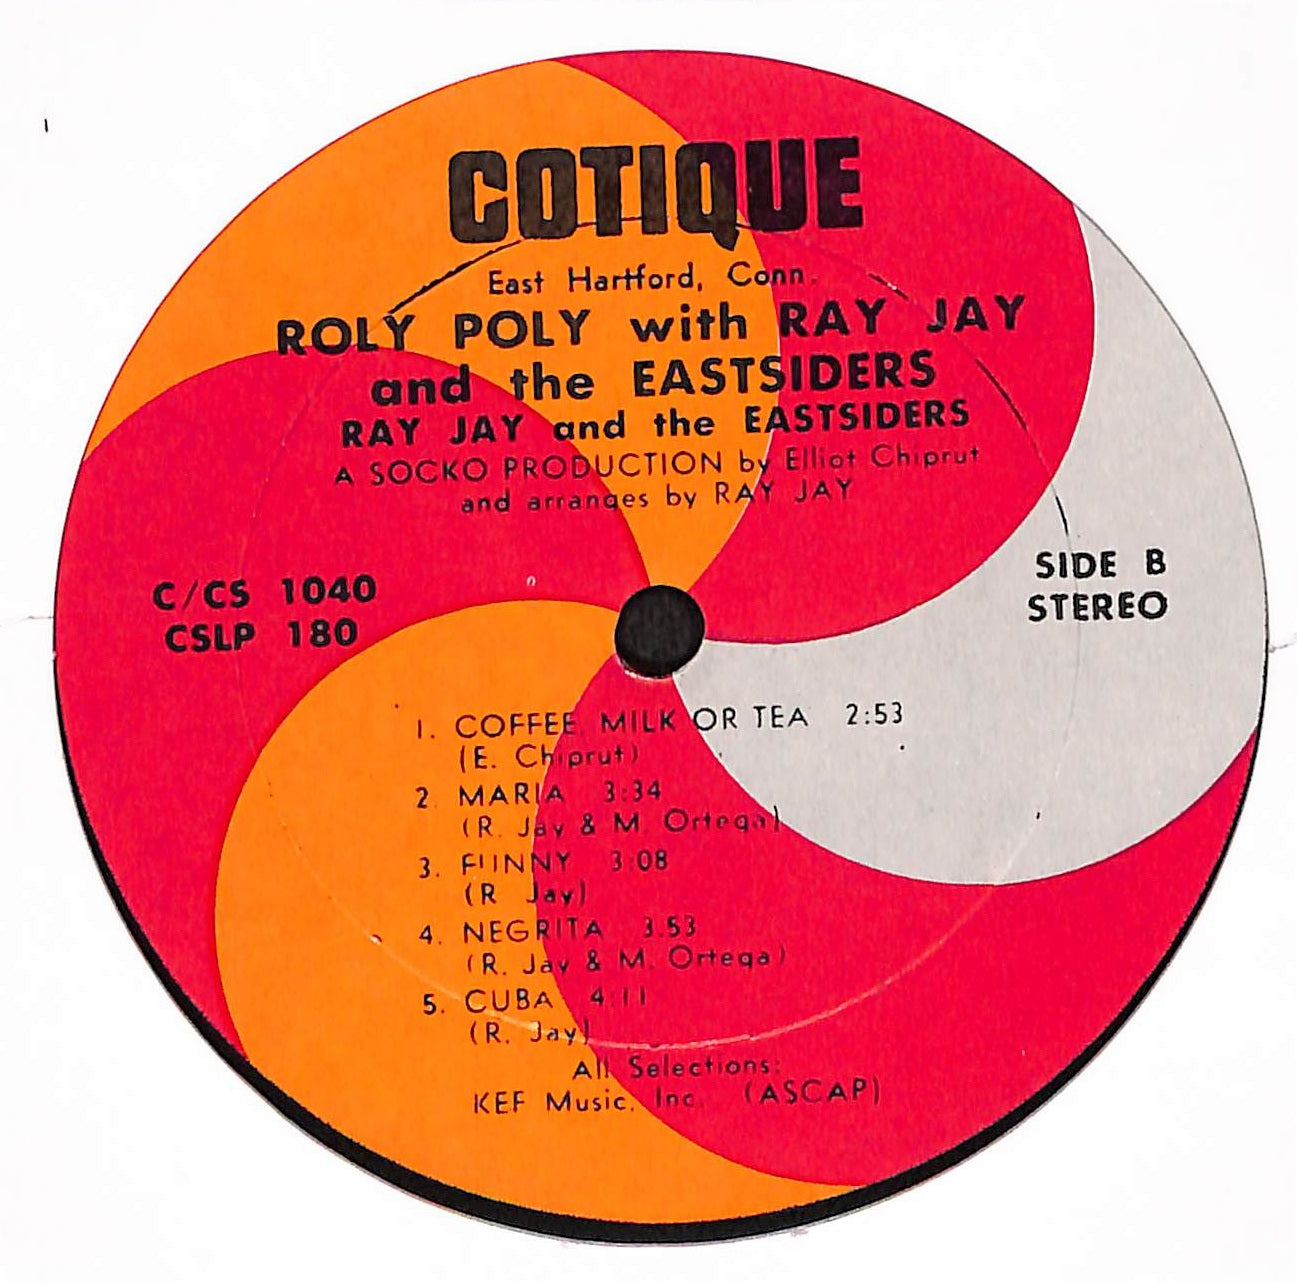 COTIQUE
East Hartford, Conn.
ROLY POLY with RAY JAY
and the EASTSIDERS
RAY JAY and the EASTSIDERS
A SOCKO PRODUCTION by Elliot Chiprut
and arranges by RAY JAY
C/CS 1040
CSLP 180
SIDE B
STEREO
1. COFFEE, MILK OR TEA 2:53
(E. Chiprut)
2. MARIA 3:34
(R. Jay & M. Ortega)
3. FUNNY 3:08
(R. Jay)
4. NEGRITA 3:53
(R. Jay & M. Ortega)
5. CUBA 4:11
(R. Jay)
All Selections:
KEF Music, Inc. (ASCAP)